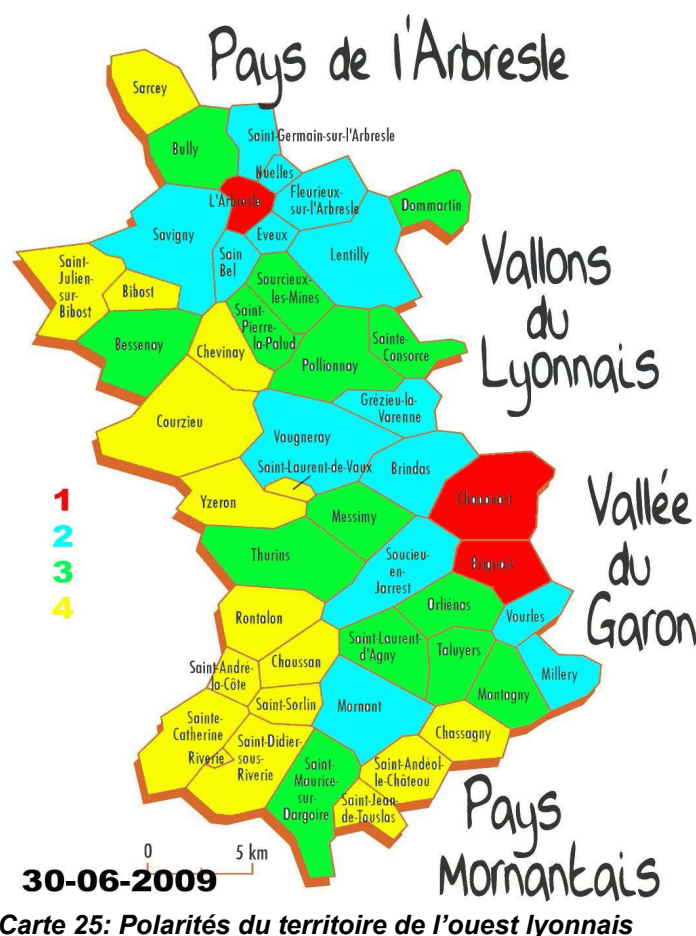 Pays de l'Arbresle
Sarcey
Saint-Germain-sur-l'Arbresle
Bully
Nuelles
L'Arbresle
Fleurieux-
sur-l'Arbresle
Dommartin
Savigny
Eveux
Sain
Bel
Lentilly
Vallons
du
Lyonnais
Saint-
Julien-
sur-
Bibost
Bibost
Sourcieux-
les-Mines
Saint-
Pierre-
la-Palud
Bessenay
Chevinay
Pollionnay
Sainte-
Consorce
Grézieu-la-
Varenne
Courzieu
Vaugneray
Saint-Laurent-de-Vaux
Brindas
Yzeron
Messimy
Chaponost
Vallée
du
Garon
1
2
3
4
Thurins
Soucieu-
en-
Jarrest
Brignais
Orliénas
Vourles
Rontalon
Saint-Laurent-
d'Agny
Taluyers
Millery
Saint-André-
la-Côte
Chaussan
Montagny
Saint-Sorlin
Mornant
Sainte-
Catherine
Chassagny
Riverie
Saint-Didier-
sous-
Riverie
Saint-
Maurice-
sur-
Dargoire
Saint-Andéol-
le-Château
Saint-Jean-
de-Touslas
Pays
Mornantais
0 5 km
30-06-2009
Carte 25: Polarités du territoire de l'ouest lyonnais